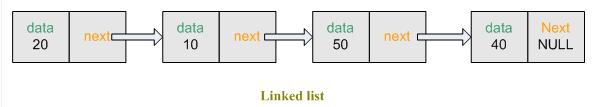 data
20
next
data
10
next
data
50
next
data
40
Next
NULL
Linked list